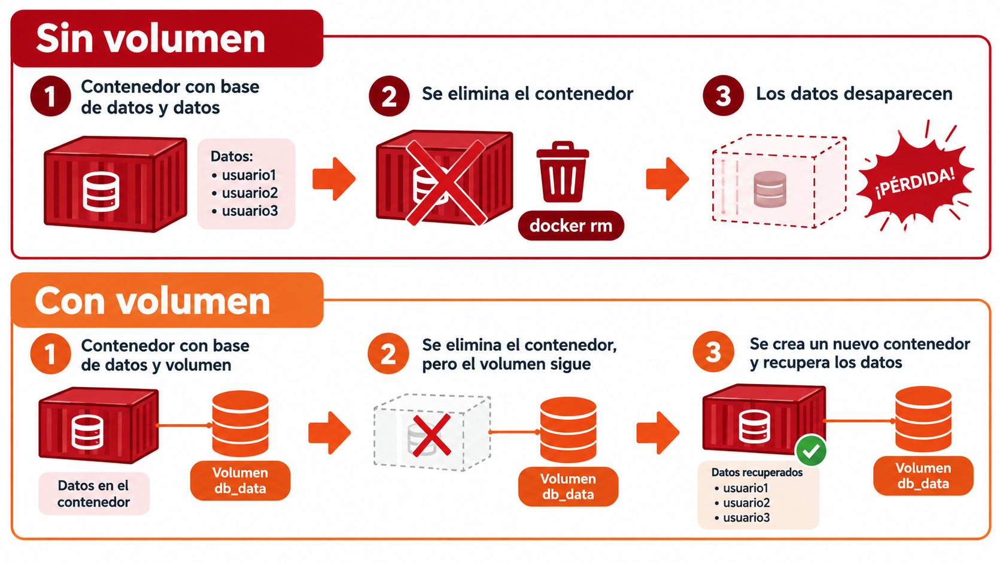 Sin volumen
1
Contenedor con base
de datos y datos
Datos:
• usuario1
• usuario2
• usuario3
2
Se elimina el contenedor
docker rm
3
Los datos desaparecen
¡PÉRDIDA!
Con volumen
1
Contenedor con base
de datos y volumen
Datos en el
contenedor
Volumen
db_data
2
Se elimina el contenedor,
pero el volumen sigue
Volumen
db_data
3
Se crea un nuevo contenedor
y recupera los datos
Datos recuperados
• usuario1
• usuario2
• usuario3
Volumen
db_data